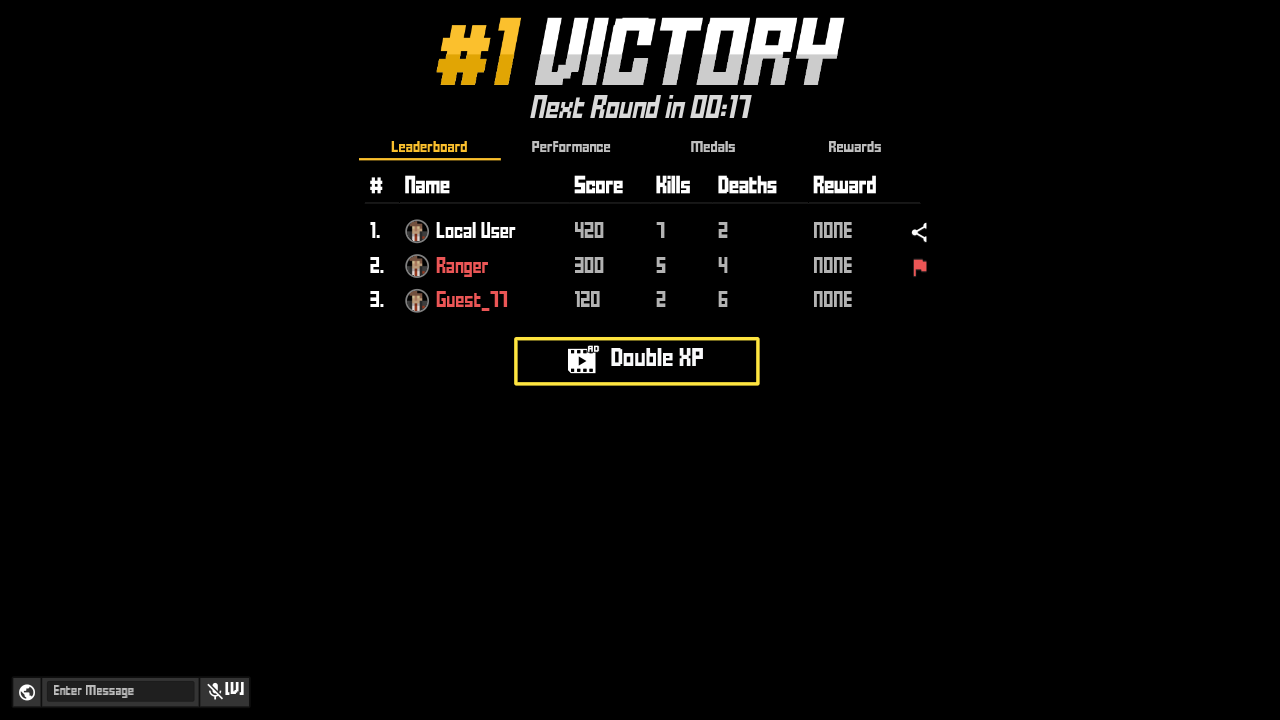 #1 VICTORY
Next Round in 00:17
Leaderboard Performance Medals Rewards
# Name Score Kills Deaths Reward
1. Local User 420 7 2 NONE
2. Ranger 300 5 4 NONE
3. Guest_77 120 2 6 NONE
AD Double XP
Enter Message [V]